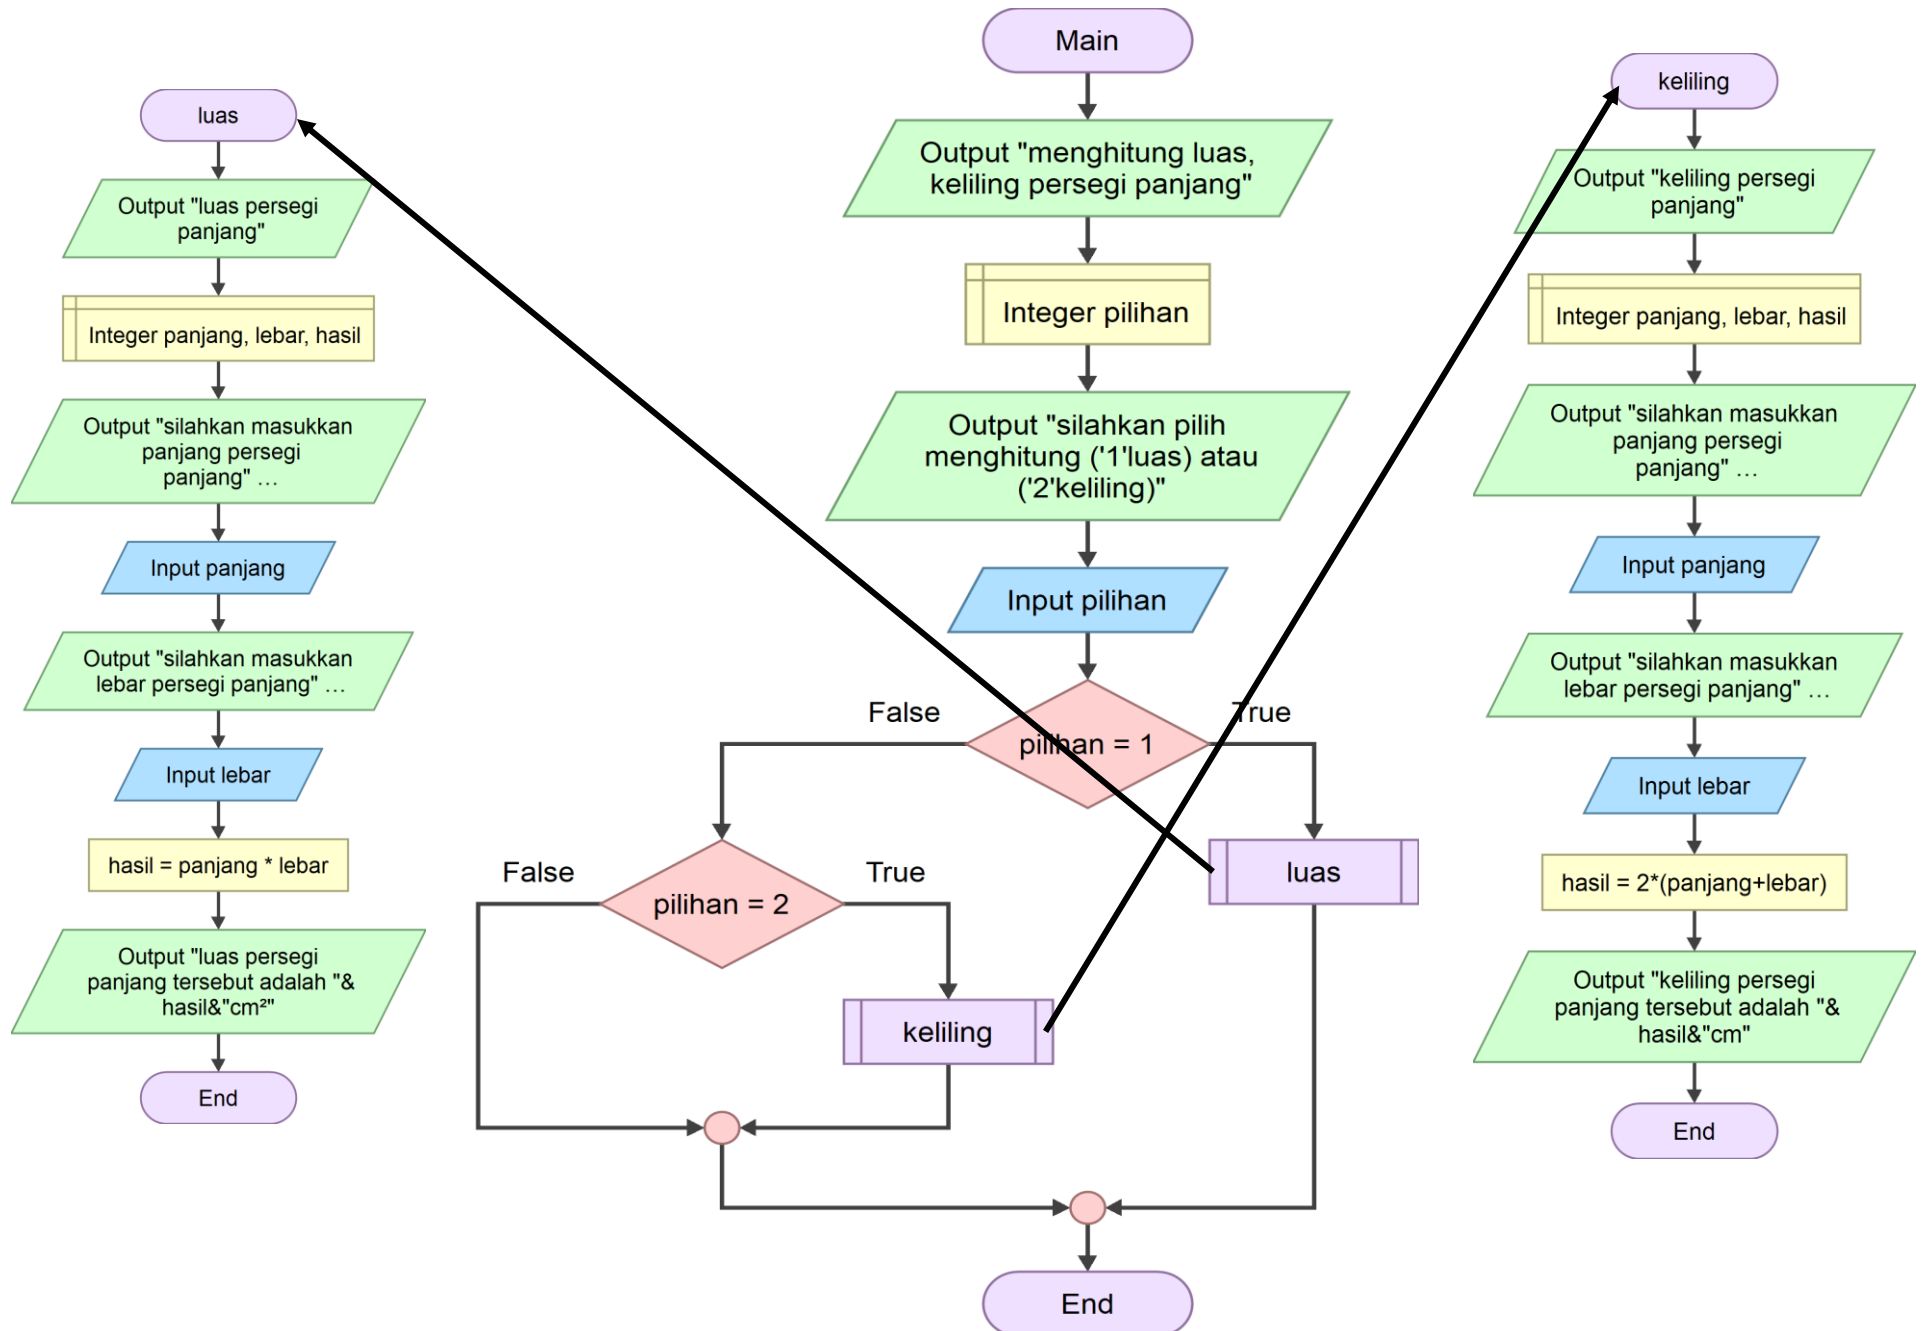 luas
Output "luas persegi
panjang"
Integer panjang, lebar, hasil
Output "silahkan masukkan
panjang persegi
panjang" …
Input panjang
Output "silahkan masukkan
lebar persegi panjang" …
Input lebar
hasil = panjang * lebar
Output "luas persegi
panjang tersebut adalah "&
hasil&"cm²"
End
Main
Output "menghitung luas,
keliling persegi panjang"
Integer pilihan
Output "silahkan pilih
menghitung ('1'luas) atau
('2'keliling)"
Input pilihan
False
True
pilihan = 1
False
True
pilihan = 2
luas
keliling
End
keliling
Output "keliling persegi
panjang"
Integer panjang, lebar, hasil
Output "silahkan masukkan
panjang persegi
panjang" …
Input panjang
Output "silahkan masukkan
lebar persegi panjang" …
Input lebar
hasil = 2*(panjang+lebar)
Output "keliling persegi
panjang tersebut adalah "&
hasil&"cm"
End